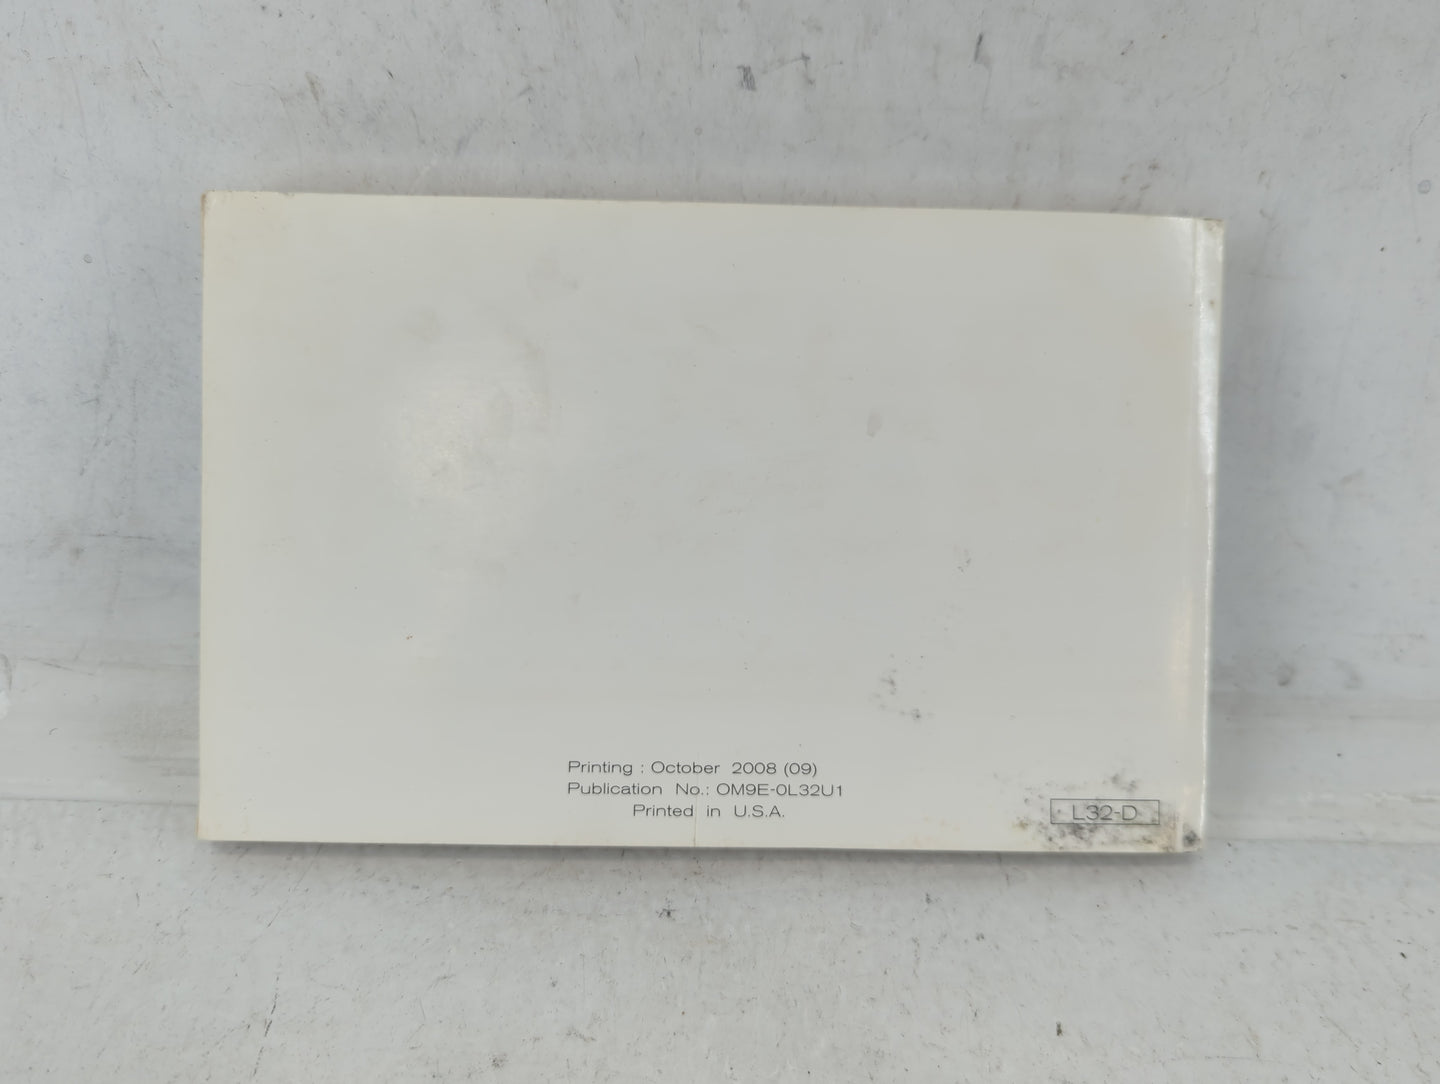 Printing : October 2008 (09)
Publication No.: OM9E-0L32U1
Printed in U.S.A.
L32-D